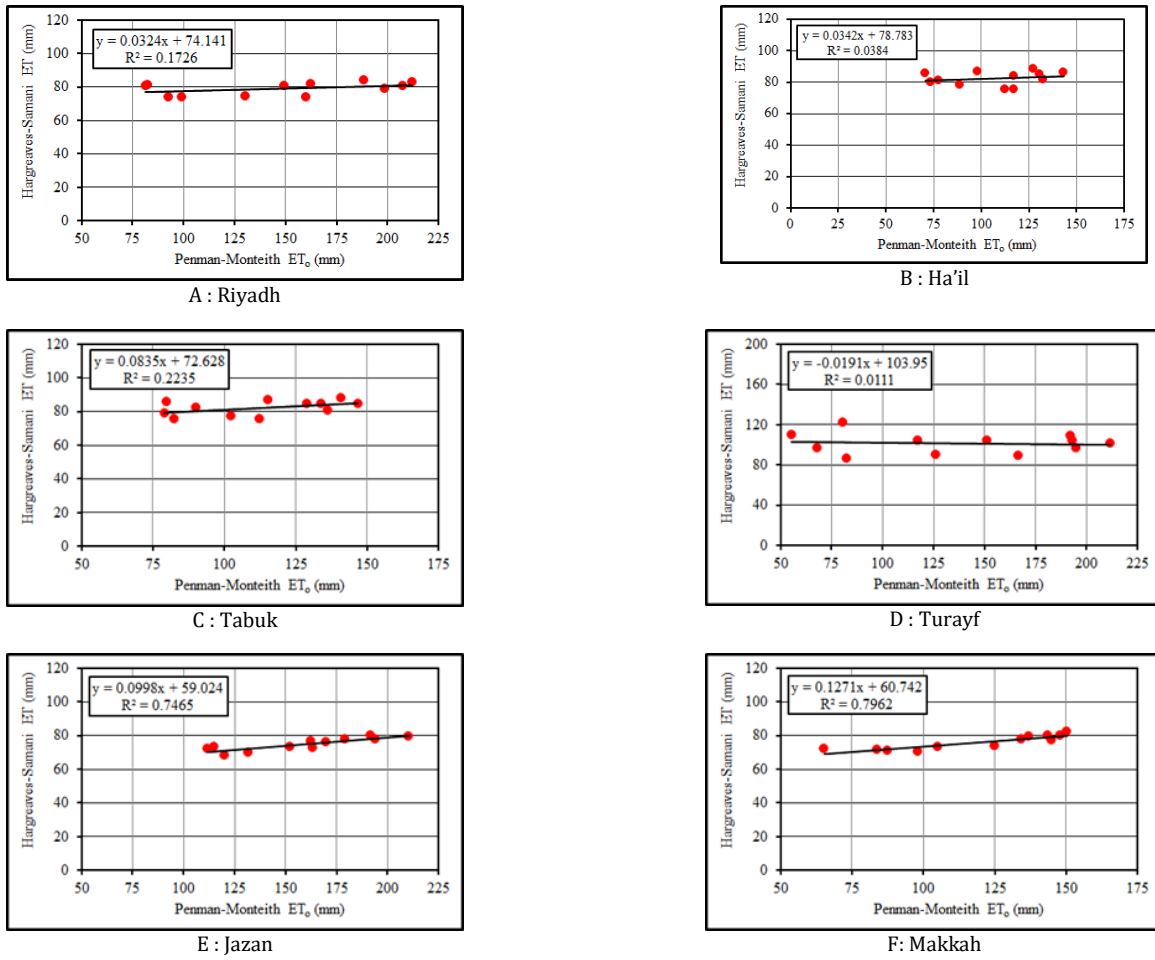 y = 0.0324x + 74.141
R² = 0.1726
Hargreaves-Samani ET (mm)
120
100
80
60
40
20
0
50 75 100 125 150 175 200 225
Penman-Monteith ETₒ (mm)
A : Riyadh
y = 0.0342x + 78.783
R² = 0.0384
Hargreaves-Samani ET (mm)
120
100
80
60
40
20
0
0 25 50 75 100 125 150 175
Penman-Monteith ETₒ (mm)
B : Ha’il
y = 0.0835x + 72.628
R² = 0.2235
Hargreaves-Samani ET (mm)
120
100
80
60
40
20
0
50 75 100 125 150 175
Penman-Monteith ETₒ (mm)
C : Tabuk
y = -0.0191x + 103.95
R² = 0.0111
Hargreaves-Samani ET (mm)
200
160
120
80
40
0
50 75 100 125 150 175 200 225
Penman-Monteith ETₒ (mm)
D : Turayf
y = 0.0998x + 59.024
R² = 0.7465
Hargreaves-Samani ET (mm)
120
100
80
60
40
20
0
50 75 100 125 150 175 200 225
Penman-Monteith ETₒ (mm)
E : Jazan
y = 0.1271x + 60.742
R² = 0.7962
Hargreaves-Samani ET (mm)
120
100
80
60
40
20
0
50 75 100 125 150 175
Penman-Monteith ETₒ (mm)
F: Makkah